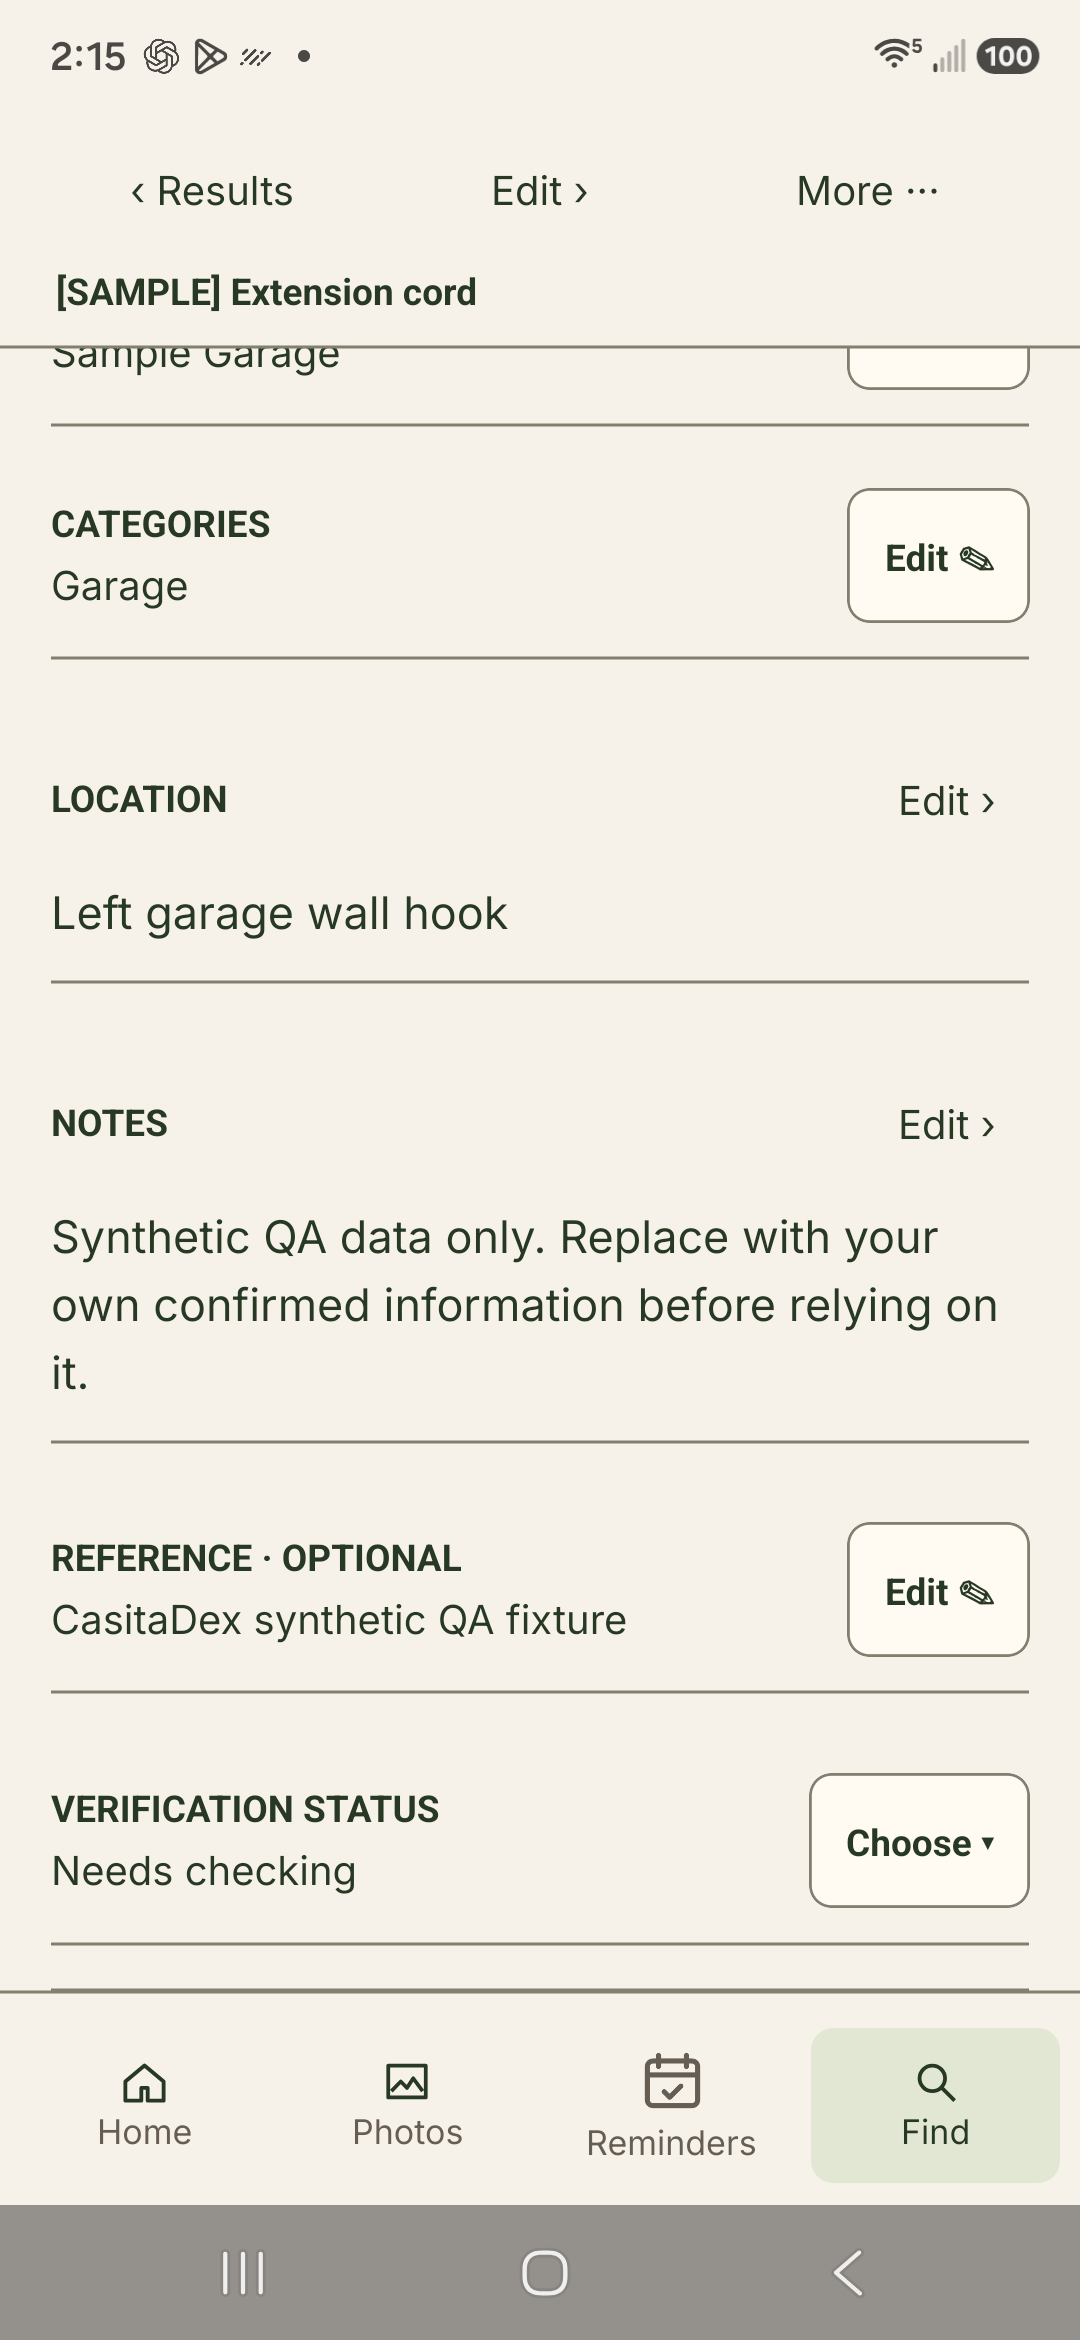 2:15
5
100
‹ Results
Edit ›
More ···
[SAMPLE] Extension cord
Sample Garage
CATEGORIES
Edit ✎
Garage
LOCATION
Edit ›
Left garage wall hook
NOTES
Edit ›
Synthetic QA data only. Replace with your
own confirmed information before relying on
it.
REFERENCE · OPTIONAL
Edit ✎
CasitaDex synthetic QA fixture
VERIFICATION STATUS
Choose ▾
Needs checking
Home
Photos
Reminders
Find